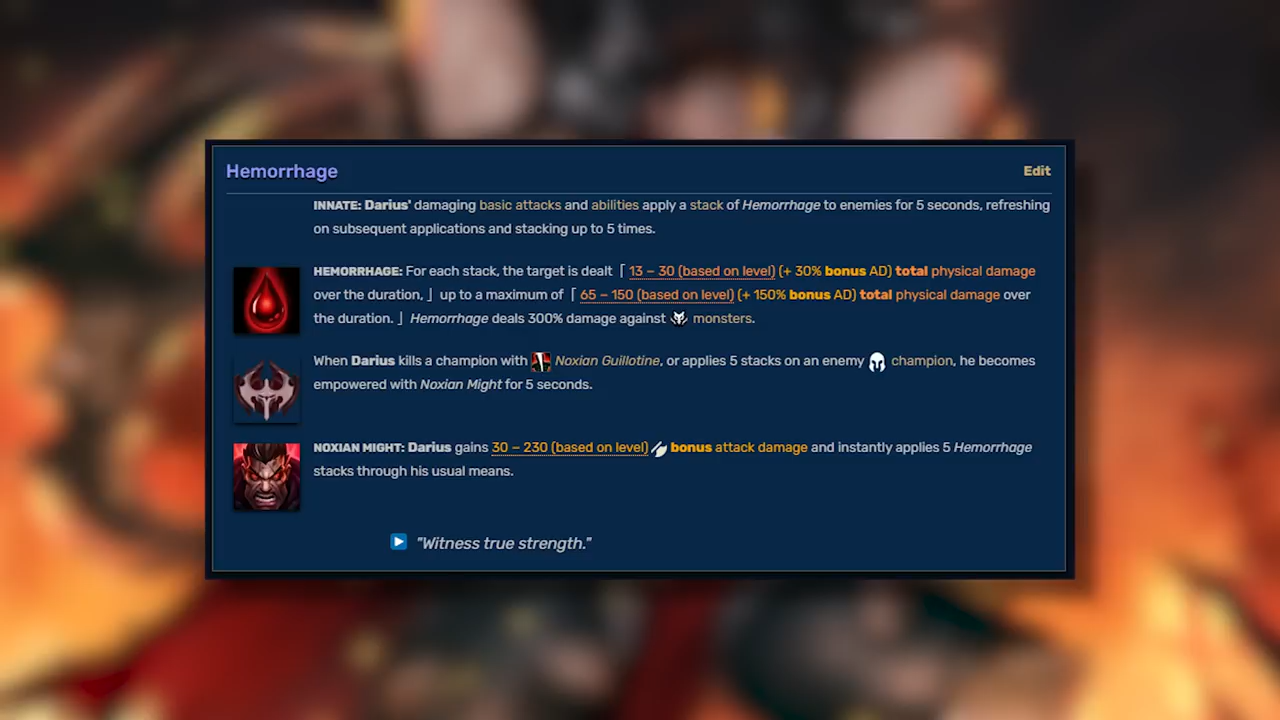 Hemorrhage
Edit
INNATE: Darius' damaging basic attacks and abilities apply a stack of Hemorrhage to enemies for 5 seconds, refreshing
on subsequent applications and stacking up to 5 times.
HEMORRHAGE: For each stack, the target is dealt ⌈ 13 – 30 (based on level) (+ 30% bonus AD) total physical damage
over the duration, ⌋ up to a maximum of ⌈ 65 – 150 (based on level) (+ 150% bonus AD) total physical damage over
the duration. ⌋ Hemorrhage deals 300% damage against monsters.
When Darius kills a champion with Noxian Guillotine, or applies 5 stacks on an enemy champion, he becomes
empowered with Noxian Might for 5 seconds.
NOXIAN MIGHT: Darius gains 30 – 230 (based on level) bonus attack damage and instantly applies 5 Hemorrhage
stacks through his usual means.
"Witness true strength."